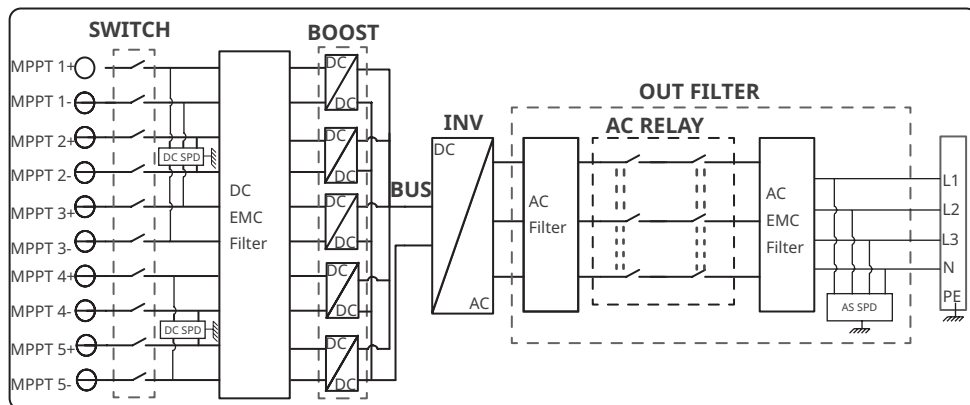 SWITCH
BOOST
MPPT 1+
MPPT 1-
MPPT 2+
MPPT 2-
MPPT 3+
MPPT 3-
MPPT 4+
MPPT 4-
MPPT 5+
MPPT 5-
DC SPD
DC SPD
DC
EMC
Filter
DC
DC
DC
DC
DC
DC
DC
DC
DC
DC
BUS
INV
DC
AC
OUT FILTER
AC RELAY
AC
Filter
AC
EMC
Filter
AS SPD
L1
L2
L3
N
PE